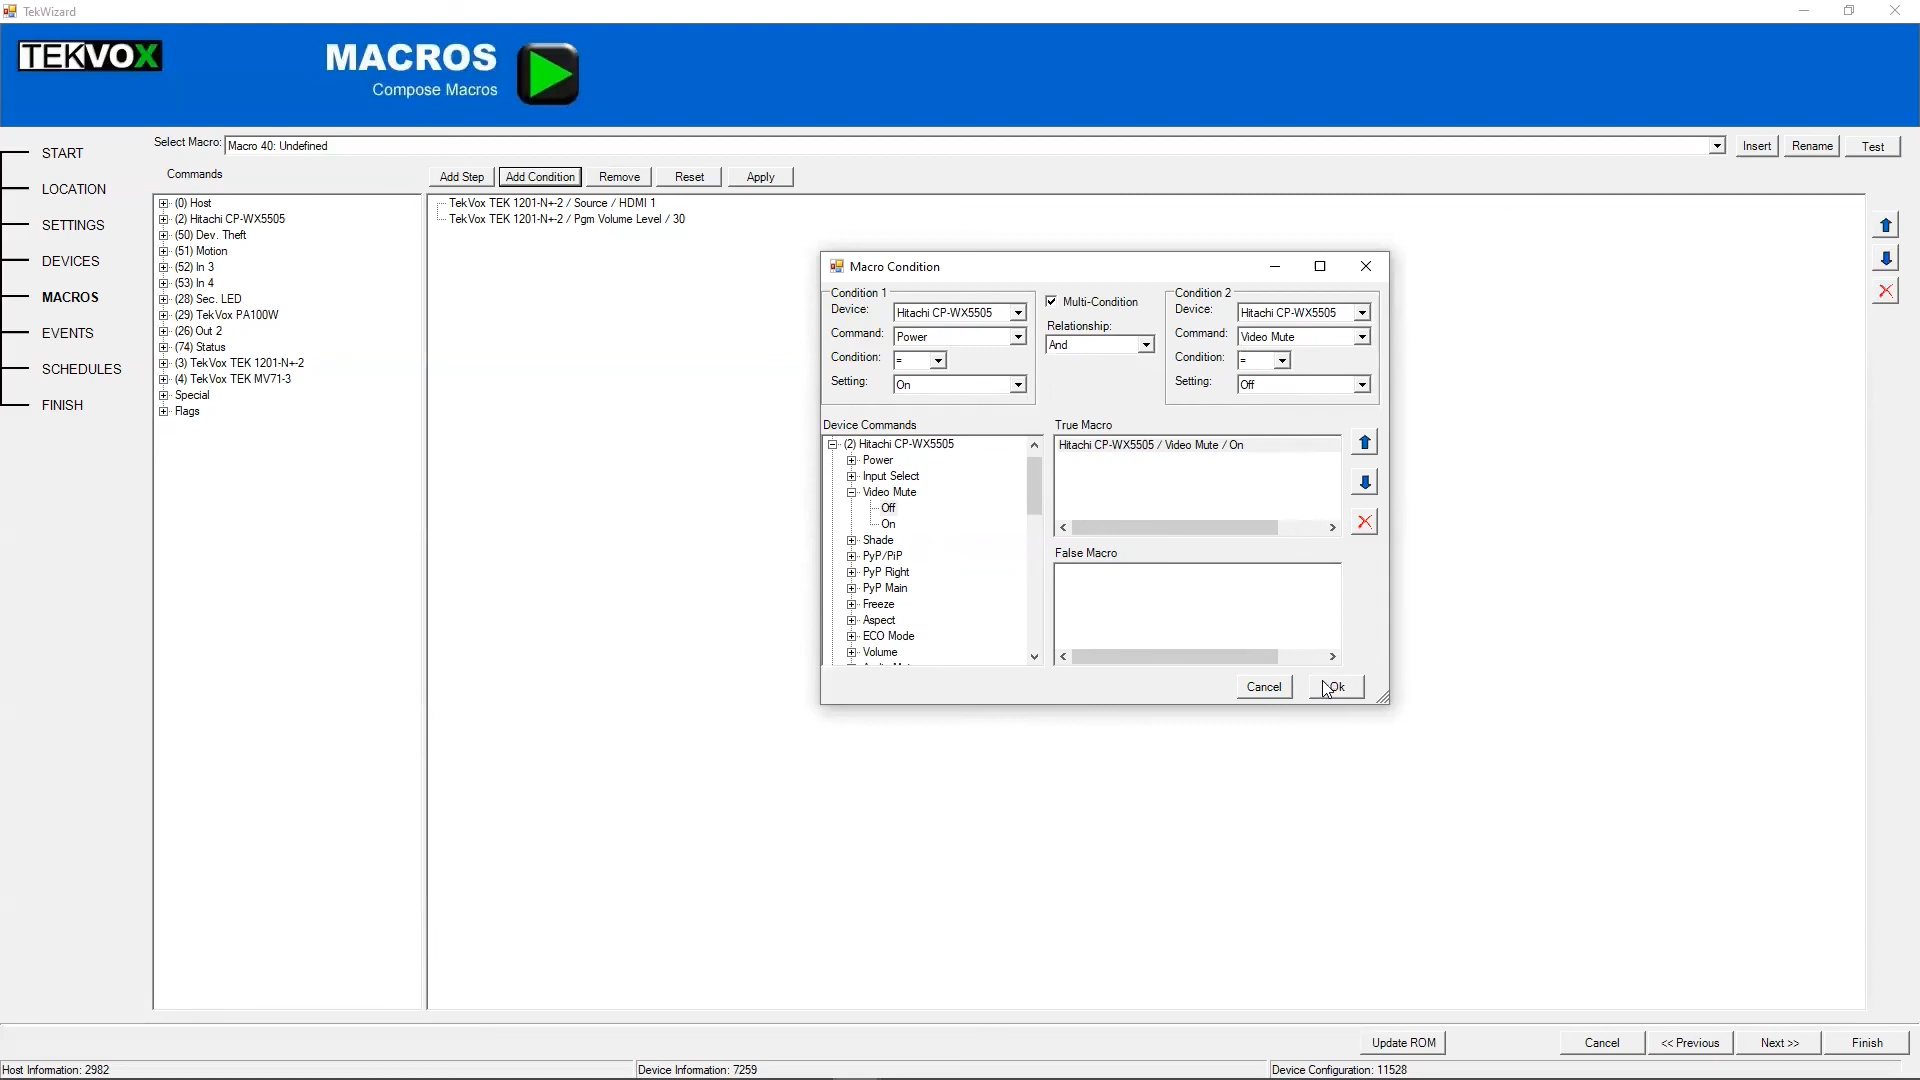 TekWizard
TEKVOX
MACROS
Compose Macros
START
LOCATION
SETTINGS
DEVICES
MACROS
EVENTS
SCHEDULES
FINISH
Select Macro:
Macro 40: Undefined
Insert
Rename
Test
Commands
Add Step
Add Condition
Remove
Reset
Apply
(0) Host
(2) Hitachi CP-WX5505
(50) Dev. Theft
(51) Motion
(52) In 3
(53) In 4
(28) Sec. LED
(29) TekVox PA100W
(26) Out 2
(74) Status
(3) TekVox TEK 1201-N+-2
(4) TekVox TEK MV71-3
Special
Flags
TekVox TEK 1201-N+-2 / Source / HDMI 1
TekVox TEK 1201-N+-2 / Pgm Volume Level / 30
Macro Condition
Condition 1
Device:
Hitachi CP-WX5505
Command:
Power
Condition:
=
Setting:
On
Multi-Condition
Relationship:
And
Condition 2
Device:
Hitachi CP-WX5505
Command:
Video Mute
Condition:
=
Setting:
Off
Device Commands
(2) Hitachi CP-WX5505
Power
Input Select
Video Mute
Off
On
Shade
PyP/PiP
PyP Right
PyP Main
Freeze
Aspect
ECO Mode
Volume
True Macro
Hitachi CP-WX5505 / Video Mute / On
False Macro
Cancel
Ok
Update ROM
Cancel
<< Previous
Next >>
Finish
Host Information: 2982
Device Information: 7259
Device Configuration: 11528